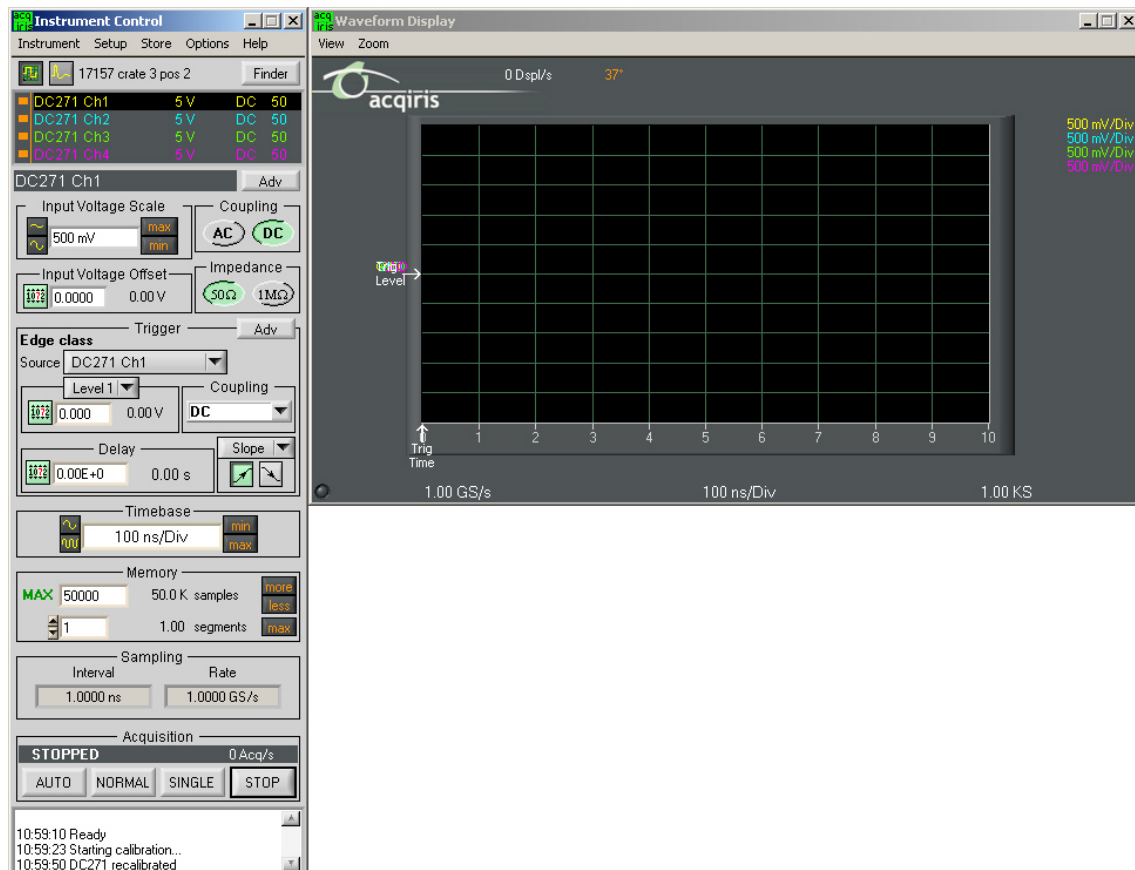 acq iris Instrument Control
Instrument Setup Store Options Help
17157 crate 3 pos 2 Finder
DC271 Ch1 5 V DC 50
DC271 Ch2 5 V DC 50
DC271 Ch3 5 V DC 50
DC271 Ch4 5 V DC 50
DC271 Ch1 Adv
Input Voltage Scale
500 mV max
min
Coupling
AC DC
Input Voltage Offset
0.0000 0.00 V
Impedance
50Ω 1MΩ
Trigger Adv
Edge class
Source DC271 Ch1
Level 1
0.000 0.00 V
Coupling
DC
Delay
0.00E+0 0.00 s
Slope
Timebase
100 ns/Div min
max
Memory
MAX 50000 50.0 K samples more
less
1 1.00 segments max
Sampling
Interval Rate
1.0000 ns 1.0000 GS/s
Acquisition
STOPPED 0 Acq/s
AUTO NORMAL SINGLE STOP
10:59:10 Ready
10:59:23 Starting calibration...
10:59:50 DC271 recalibrated
acq iris Waveform Display
View Zoom
acqiris
0 Dspl/s 37°
500 mV/Div
500 mV/Div
500 mV/Div
500 mV/Div
Trig
Level
1 2 3 4 5 6 7 8 9 10
Trig
Time
1.00 GS/s 100 ns/Div 1.00 KS